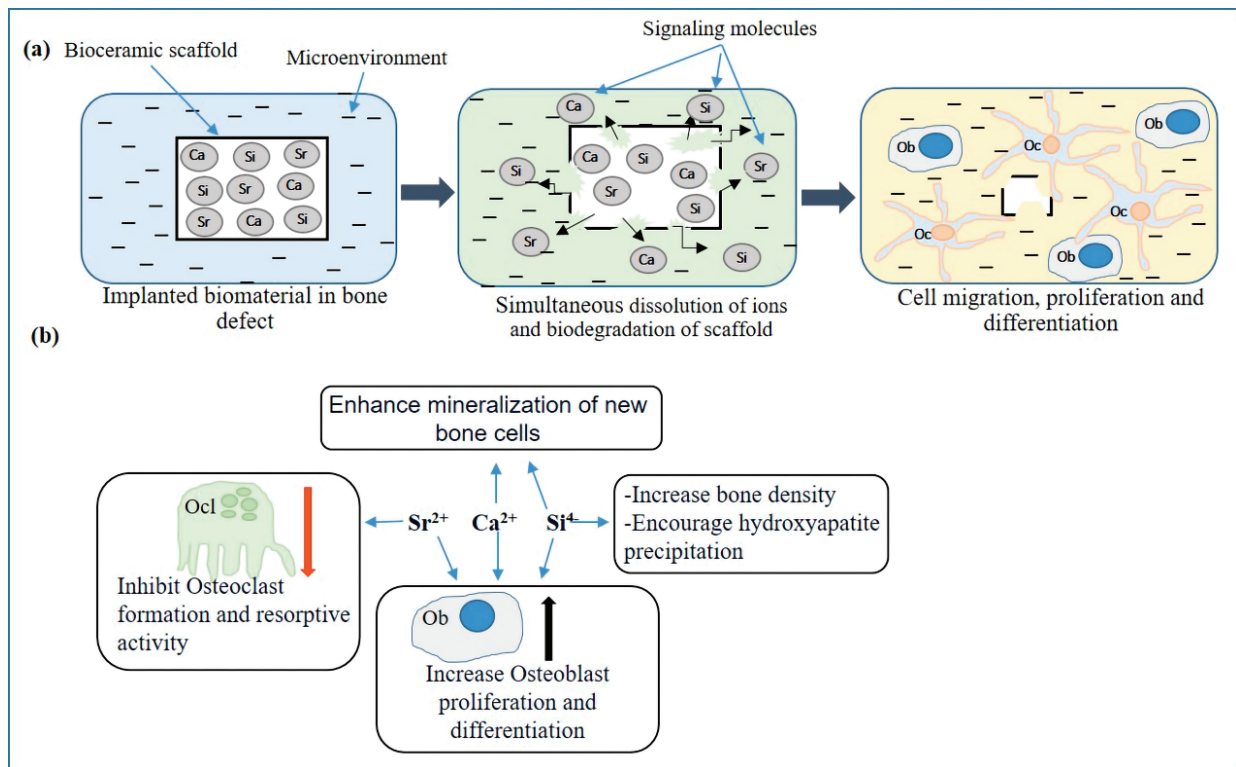 (a)
Bioceramic scaffold
Microenvironment
Signaling molecules
Ca Si Sr
Si Sr Ca
Sr Ca Si
Ca Si
Ca Si
Si Sr Ca Sr
Si
Sr Ca Si
Ob Oc Ob
Oc
Oc Ob
Implanted biomaterial in bone
defect
Simultaneous dissolution of ions
and biodegradation of scaffold
Cell migration, proliferation and
differentiation
(b)
Enhance mineralization of new
bone cells
Ocl
Inhibit Osteoclast
formation and resorptive
activity
Sr²⁺ Ca²⁺ Si⁴⁻
-Increase bone density
-Encourage hydroxyapatite
precipitation
Ob
Increase Osteoblast
proliferation and
differentiation